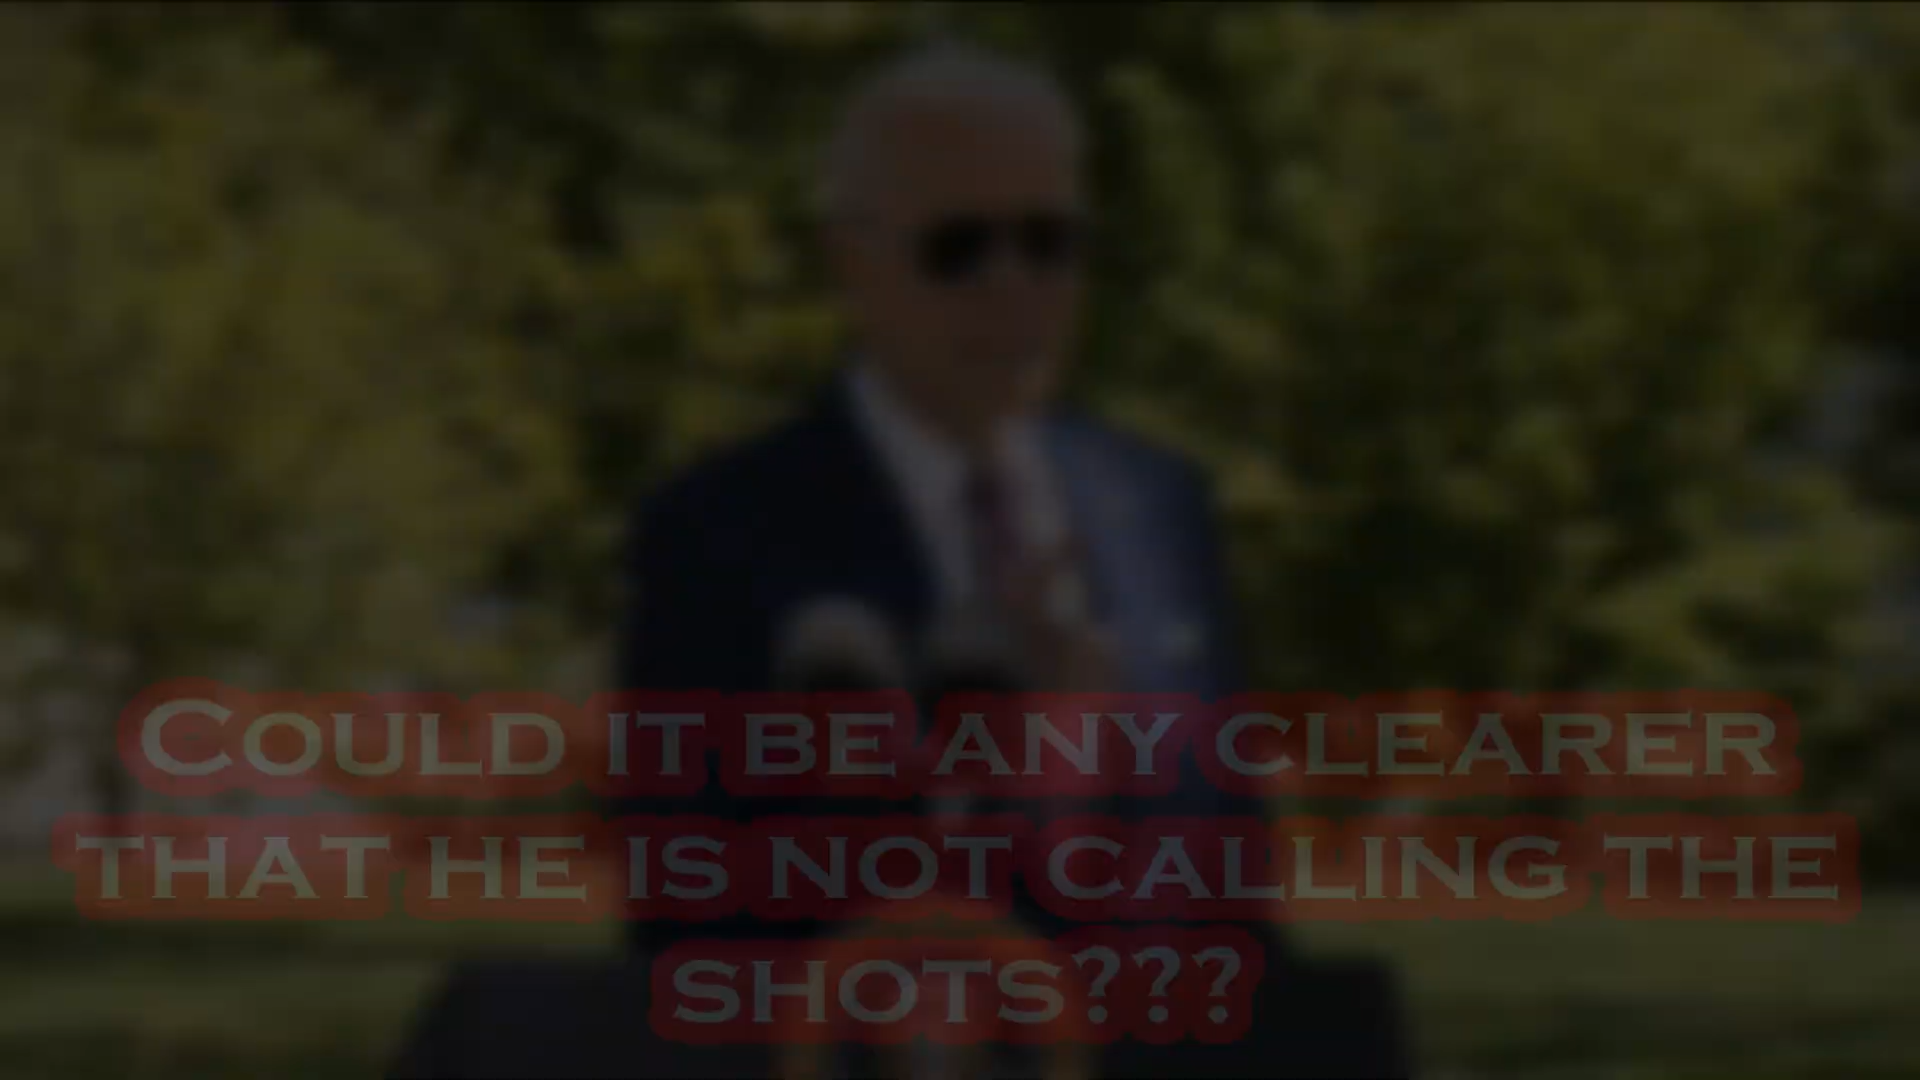 Could it be any clearer
that he is not calling the
shots???